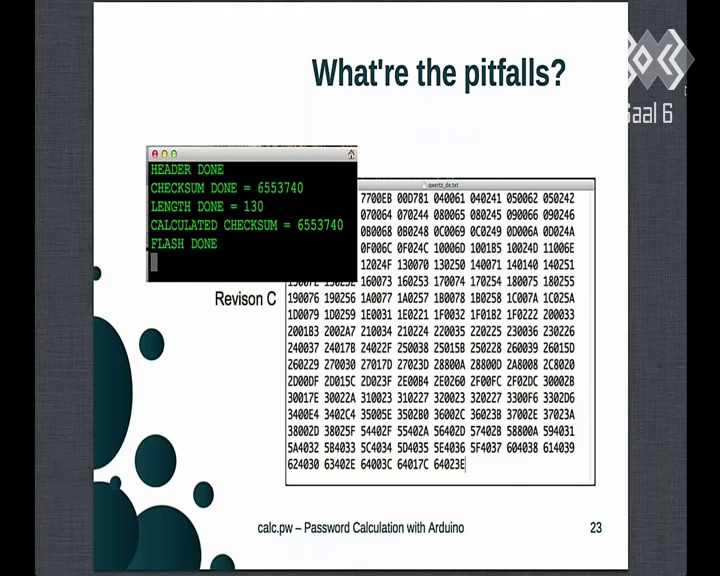 What're the pitfalls?
Saal 6
HEADER DONE
CHECKSUM DONE = 6553740
LENGTH DONE = 130
CALCULATED CHECKSUM = 6553740
FLASH DONE
qwertz_de.txt
7700EB 00D781 040061 040241 050062 050242
070064 070244 080065 080245 090066 090246
0B0068 0B0248 0C0069 0C0249 0D006A 0D024A
0F006C 0F024C 10006D 1001B5 10024D 11006E
12024F 130070 130250 140071 140140 140251
160073 160253 170074 170254 180075 180255
Revison C
190076 190256 1A0077 1A0257 1B0078 1B0258 1C007A 1C025A
1D0079 1D0259 1E0031 1E0221 1F0032 1F01B2 1F0222 200033
2001B3 2002A7 210034 210224 220035 220225 230036 230226
240037 24017B 24022F 250038 25015B 250228 260039 26015D
260229 270030 27017D 27023D 28800A 28800D 2A8008 2C8020
2D00DF 2D015C 2D023F 2E00B4 2E0260 2F00FC 2F02DC 30002B
30017E 30022A 310023 310227 320023 320227 3300F6 3302D6
3400E4 3402C4 35005E 3502B0 36002C 36023B 37002E 37023A
38002D 38025F 54402F 55402A 56402D 57402B 58800A 594031
5A4032 5B4033 5C4034 5D4035 5E4036 5F4037 604038 614039
624030 63402E 64003C 64017C 64023E
calc.pw – Password Calculation with Arduino
23